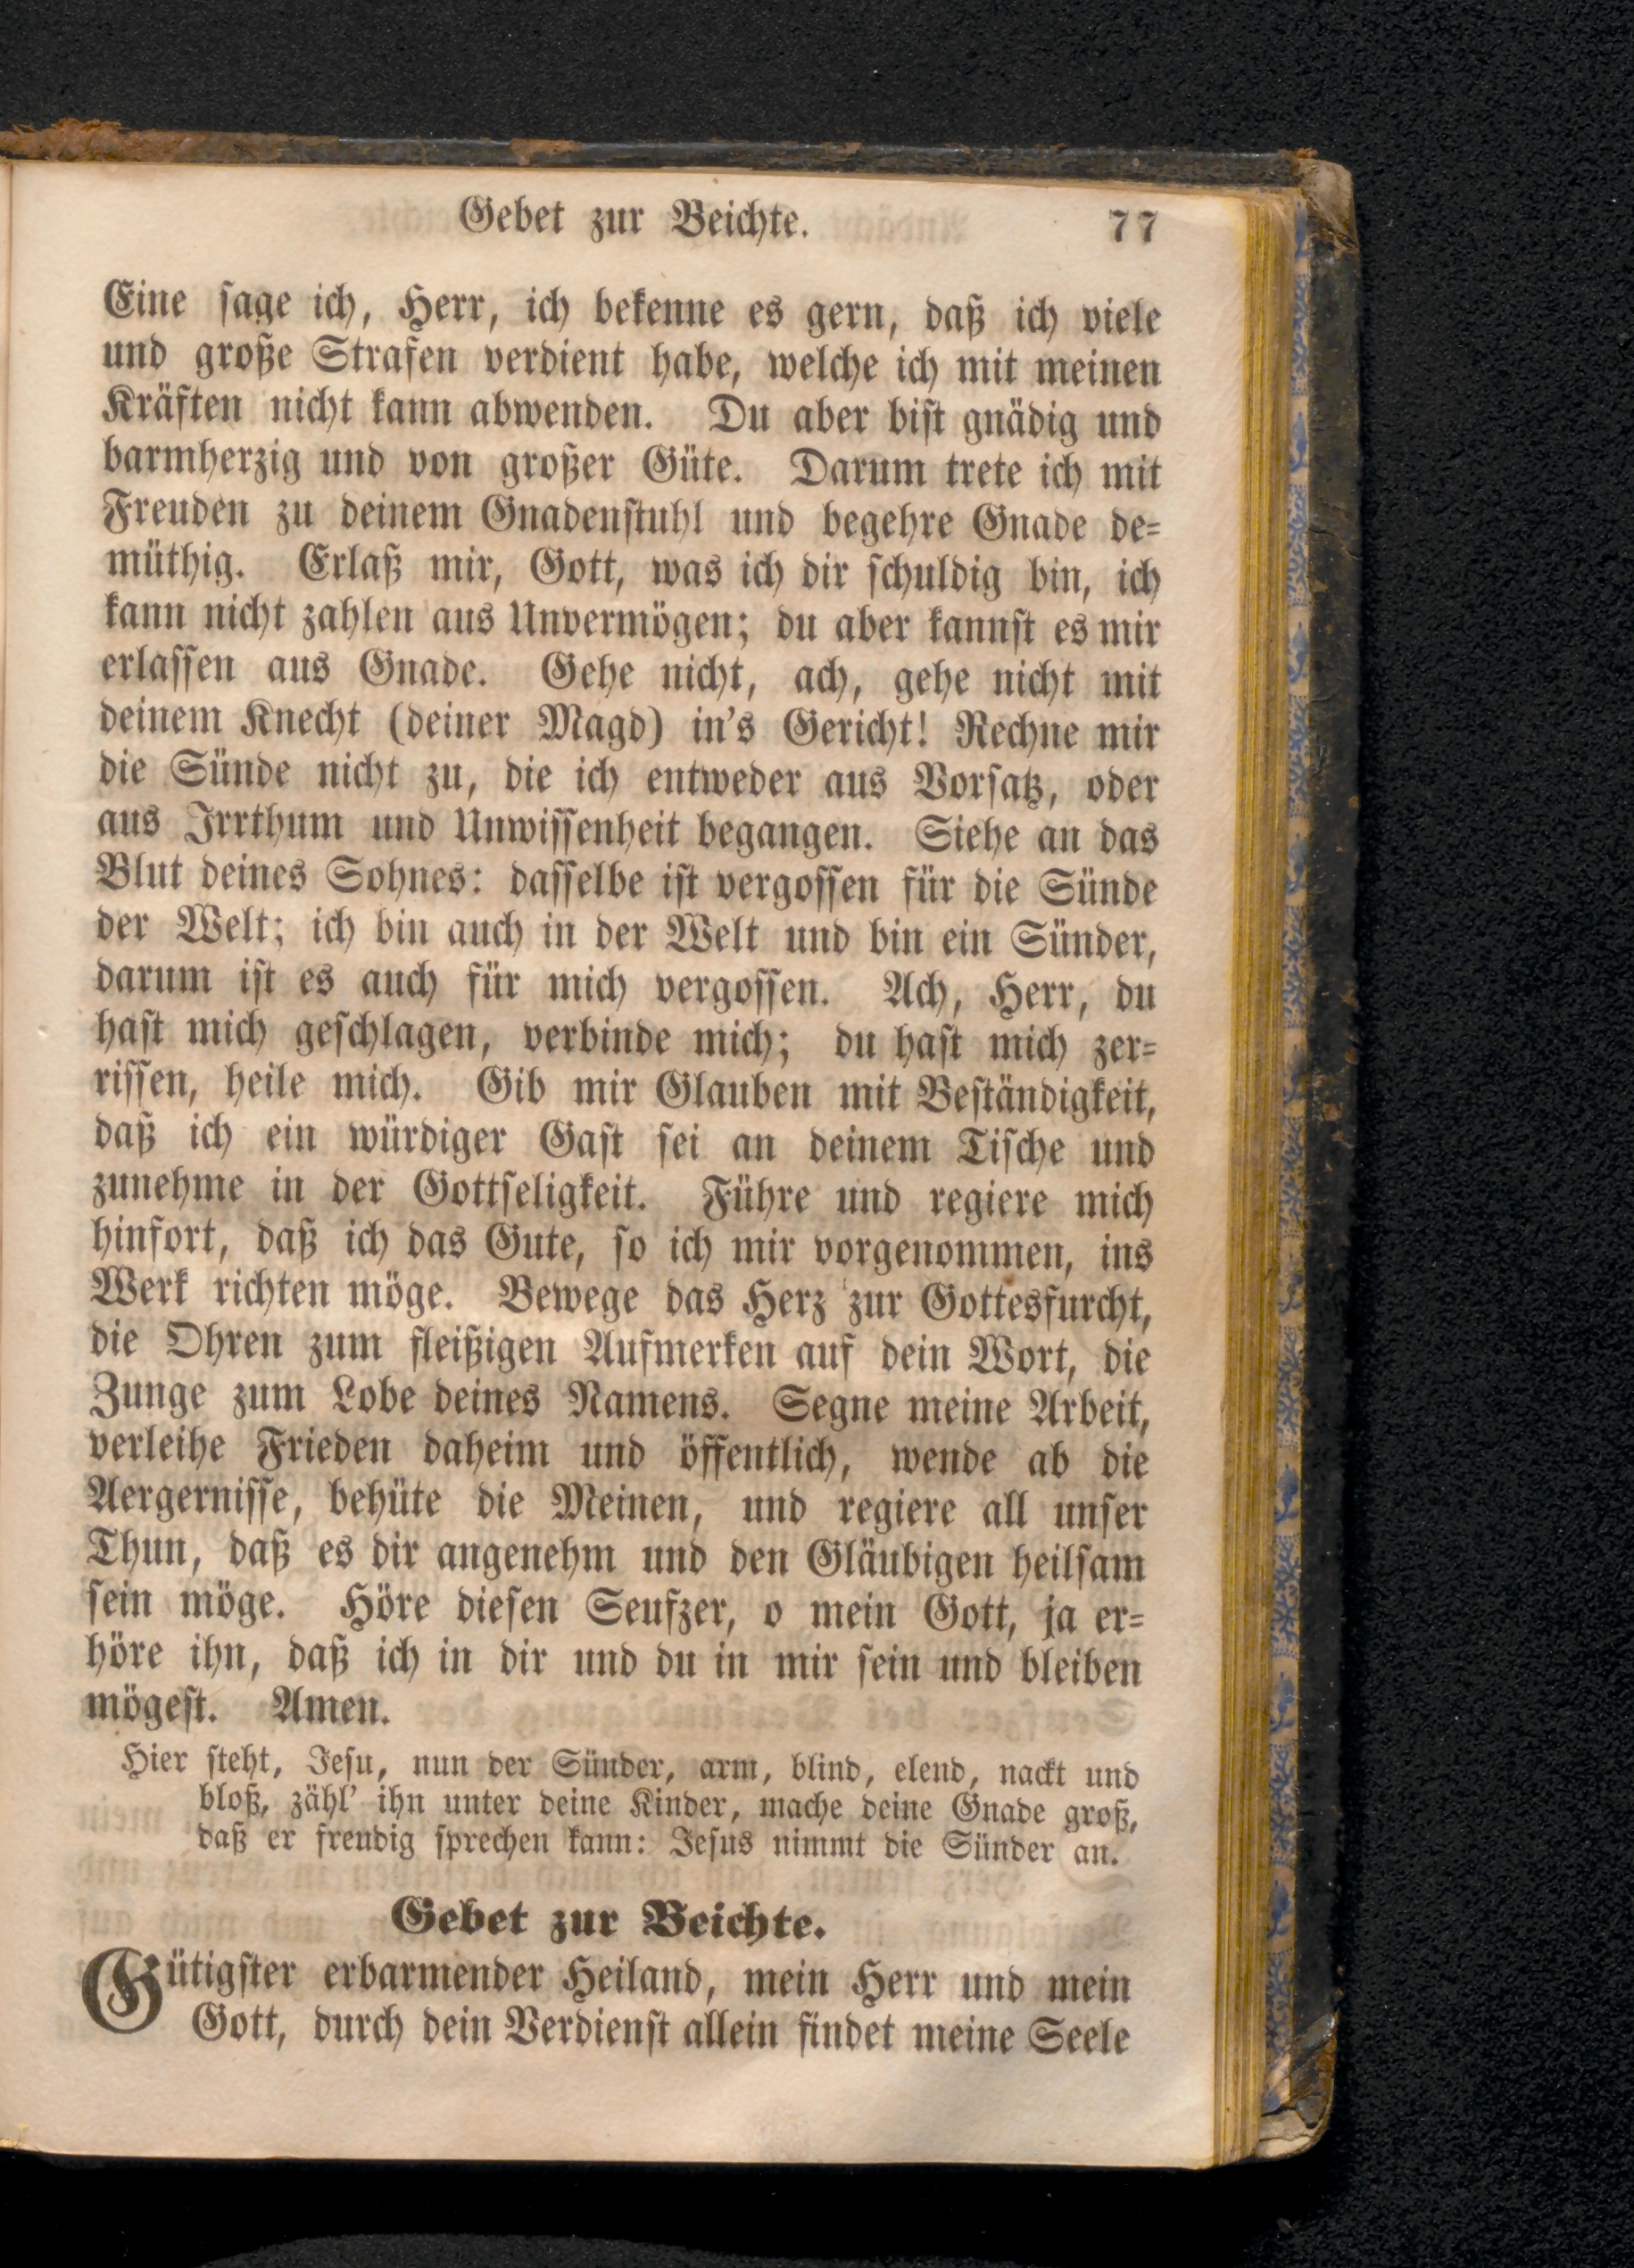 Gebet zur Beichte. 77
Eine ſage ich, Herr, ich bekenne es gern, daß ich viele
und große Strafen verdient habe, welche ich mit meinen
Kräften nicht kann abwenden. Du aber biſt gnädig und
barmherzig und von großer Güte. Darum trete ich mit
Freuden zu deinem Gnadenſtuhl und begehre Gnade de⸗
müthig. Erlaß mir, Gott, was ich dir ſchuldig bin, ich
kann nicht zahlen aus Unvermögen; du aber kannſt es mir
erlaſſen aus Gnade. Gehe nicht, ach, gehe nicht mit
deinem Knecht (deiner Magd) in's Gericht! Rechne mir
die Sünde nicht zu, die ich entweder aus Vorſatz, oder
aus Irrthum und Unwiſſenheit begangen. Siehe an das
Blut deines Sohnes: daſſelbe iſt vergoſſen für die Sünde
der Welt; ich bin auch in der Welt und bin ein Sünder,
darum iſt es auch für mich vergoſſen. Ach, Herr, du
haſt mich geſchlagen, verbinde mich; du haſt mich zer⸗
riſſen, heile mich. Gib mir Glauben mit Beſtändigkeit,
daß ich ein würdiger Gaſt ſei an deinem Tiſche und
zunehme in der Gottſeligkeit. Führe und regiere mich
hinfort, daß ich das Gute, ſo ich mir vorgenommen, ins
Werk richten möge. Bewege das Herz zur Gottesfurcht,
die Ohren zum fleißigen Aufmerken auf dein Wort, die
Zunge zum Lobe deines Namens. Segne meine Arbeit,
verleihe Frieden daheim und öffentlich, wende ab die
Aergerniſſe, behüte die Meinen, und regiere all unſer
Thun, daß es dir angenehm und den Gläubigen heilſam
ſein möge. Höre dieſen Seufzer, o mein Gott, ja er⸗
höre ihn, daß ich in dir und du in mir ſein und bleiben
mögeſt. Amen.
Hier ſteht, Jeſu, nun der Sünder, arm, blind, elend, nackt und
bloß, zähl' ihn unter deine Kinder, mache deine Gnade groß,
daß er freudig ſprechen kann: Jeſus nimmt die Sünder an.
Gebet zur Beichte.
Gütigſter erbarmender Heiland, mein Herr und mein
Gott, durch dein Verdienſt allein findet meine Seele